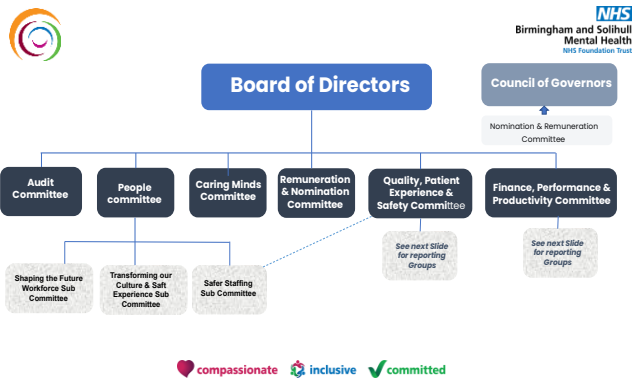 NHS
Birmingham and Solihull
Mental Health
NHS Foundation Trust
Board of Directors
Council of Governors
Nomination & Remuneration
Committee
Audit
Committee
People
committee
Caring Minds
Committee
Remuneration
& Nomination
Committee
Quality, Patient
Experience &
Safety Committee
Finance, Performance &
Productivity Committee
See next Slide
for reporting
Groups
See next Slide
for reporting
Groups
Shaping the Future
Workforce Sub
Committee
Transforming our
Culture & Saft
Experience Sub
Committee
Safer Staffing
Sub Committee
compassionate
inclusive
committed